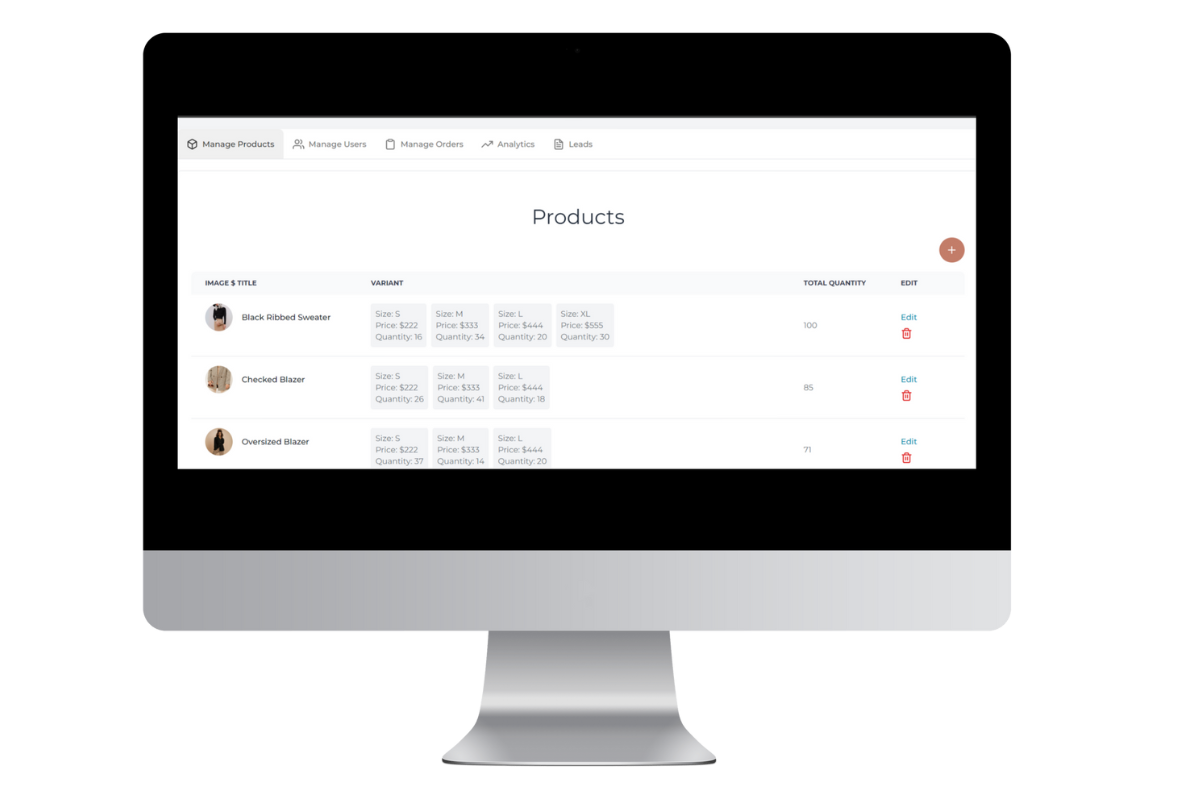 Manage Products Manage Users Manage Orders Analytics Leads
Products
+
IMAGE $ TITLE VARIANT TOTAL QUANTITY EDIT
Black Ribbed Sweater
Size: S
Price: $222
Quantity: 16
Size: M
Price: $333
Quantity: 34
Size: L
Price: $444
Quantity: 20
Size: XL
Price: $555
Quantity: 30
100
Edit
Checked Blazer
Size: S
Price: $222
Quantity: 26
Size: M
Price: $333
Quantity: 41
Size: L
Price: $444
Quantity: 18
85
Edit
Oversized Blazer
Size: S
Price: $222
Quantity: 37
Size: M
Price: $333
Quantity: 14
Size: L
Price: $444
Quantity: 20
71
Edit